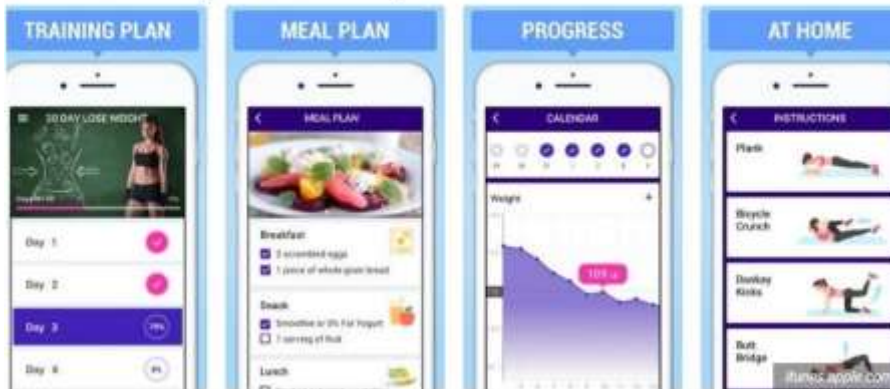 TRAINING PLAN
30 DAY LOSE WEIGHT
Day 1
Day 2
Day 3
Day 4
MEAL PLAN
MEAL PLAN
Breakfast
2 scrambled eggs
1 piece of whole grain bread
Snack
Smoothie or 0% Fat Yogurt
1 serving of fruit
Lunch
PROGRESS
CALENDAR
Weight
+
AT HOME
INSTRUCTIONS
Plank
Bicycle
Crunch
Donkey
Kicks
Butt
Bridge
itunes.apple.com